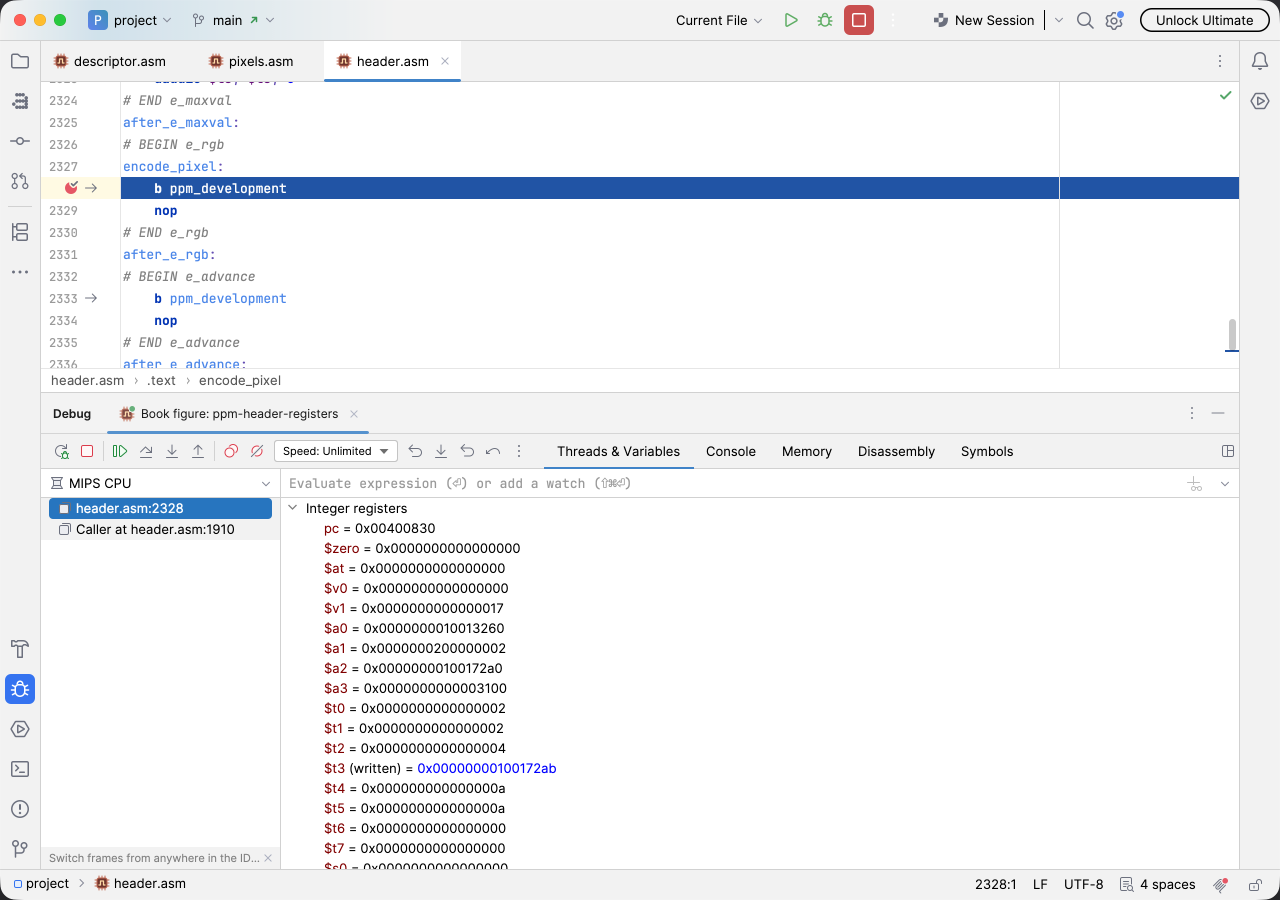 P project main Current File New Session Unlock Ultimate
descriptor.asm pixels.asm header.asm
2324 # END e_maxval
2325 after_e_maxval:
2326 # BEGIN e_rgb
2327 encode_pixel:
b ppm_development
2329 nop
2330 # END e_rgb
2331 after_e_rgb:
2332 # BEGIN e_advance
2333 b ppm_development
2334 nop
2335 # END e_advance
2336 after_e_advance:
header.asm › .text › encode_pixel
Debug Book figure: ppm-header-registers
Speed: Unlimited Threads & Variables Console Memory Disassembly Symbols
MIPS CPU
header.asm:2328
Caller at header.asm:1910
Switch frames from anywhere in the ID...
Evaluate expression (⏎) or add a watch (⇧⌘⏎)
Integer registers
pc = 0x00400830
$zero = 0x0000000000000000
$at = 0x0000000000000000
$v0 = 0x0000000000000000
$v1 = 0x0000000000000017
$a0 = 0x0000000010013260
$a1 = 0x0000000200000002
$a2 = 0x00000000100172a0
$a3 = 0x0000000000003100
$t0 = 0x0000000000000002
$t1 = 0x0000000000000002
$t2 = 0x0000000000000004
$t3 (written) = 0x00000000100172ab
$t4 = 0x000000000000000a
$t5 = 0x000000000000000a
$t6 = 0x0000000000000000
$t7 = 0x0000000000000000
$s0 = 0x0000000000000000
project › header.asm 2328:1 LF UTF-8 4 spaces